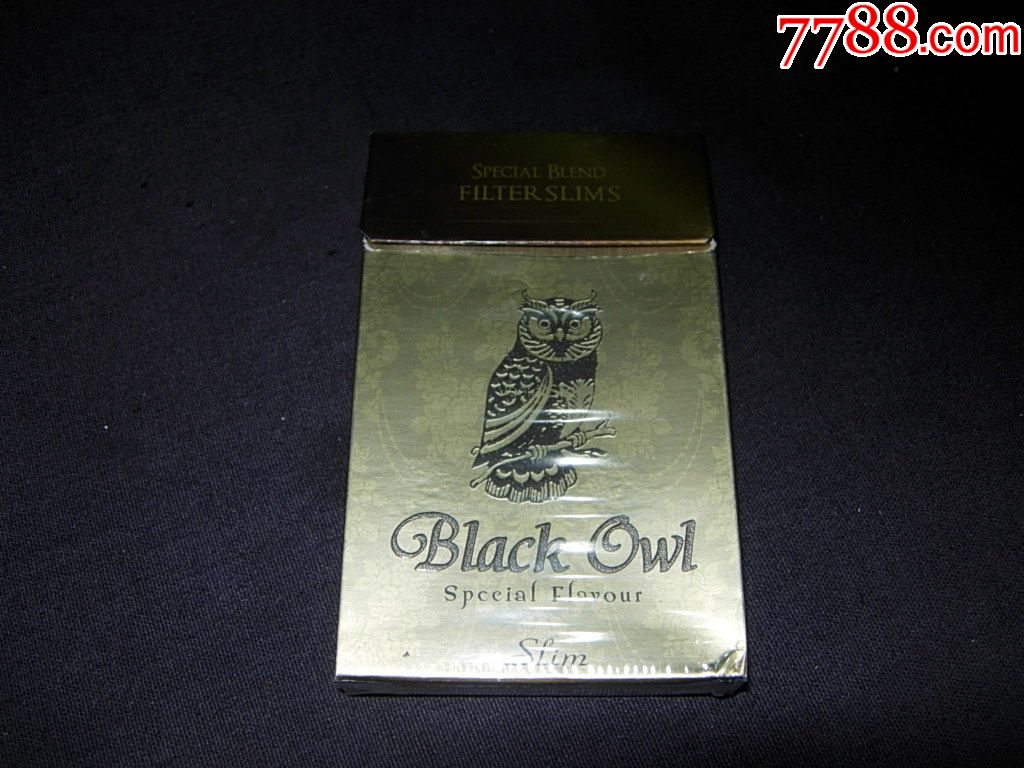 7788.com
SPECIAL BLEND
FILTER SLIMS
Black Owl
Special Flavour
Slim